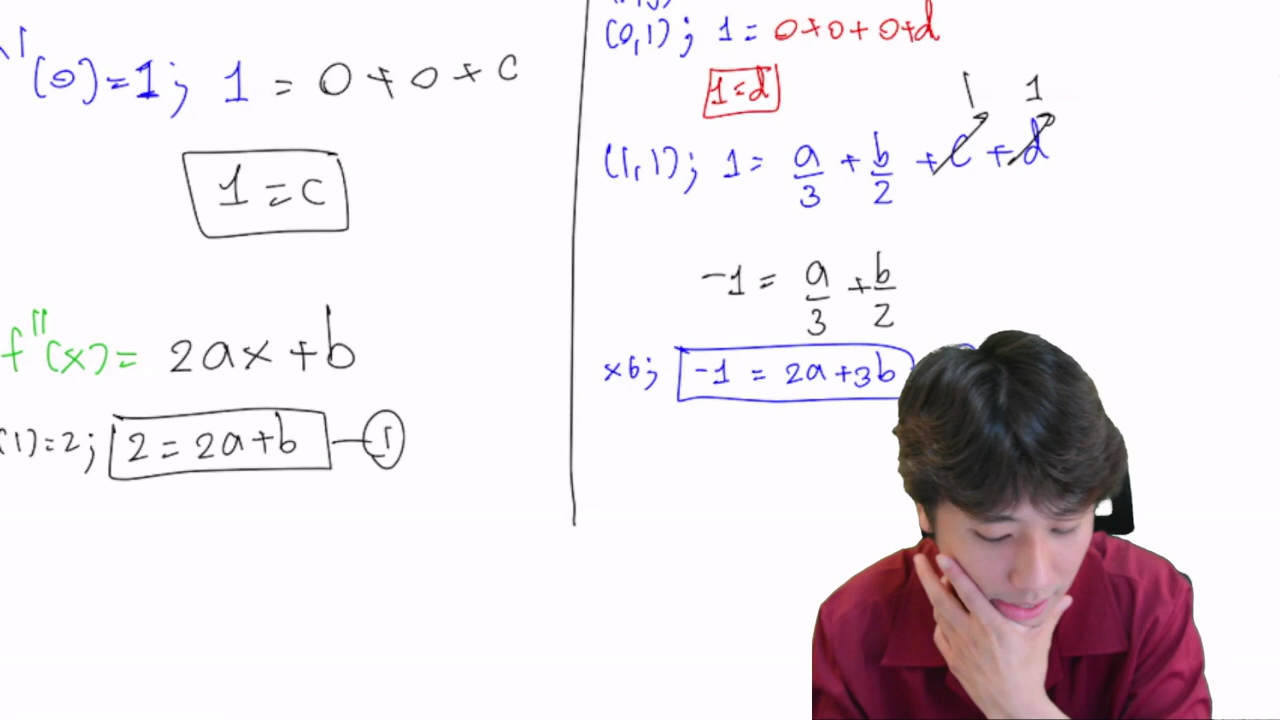 (0)=1; 1 = 0+0+c
1=c
f''(x)= 2ax+b
(1)=2; 2=2a+b —①
(0,1); 1= 0+0+0+d
1=d
1 1
(1,1); 1= a/3 + b/2 +c+d
-1= a/3 + b/2
x6; -1 = 2a+3b